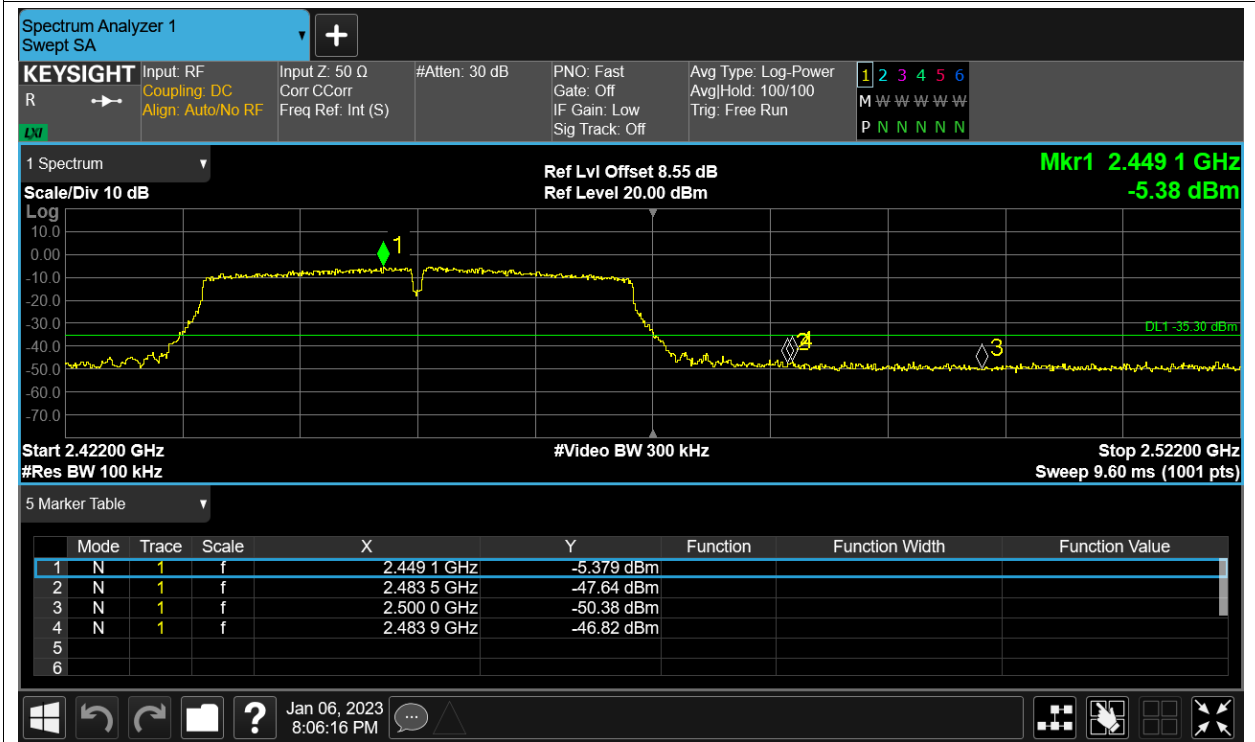 Spectrum Analyzer 1
Swept SA
+
KEYSIGHT
R
LXI
Input: RF
Coupling: DC
Align: Auto/No RF
Input Z: 50 Ω
Corr CCorr
Freq Ref: Int (S)
#Atten: 30 dB
PNO: Fast
Gate: Off
IF Gain: Low
Sig Track: Off
Avg Type: Log-Power
Avg|Hold: 100/100
Trig: Free Run
1 2 3 4 5 6
M W W W W W
P N N N N N
1 Spectrum
Scale/Div 10 dB
Ref Lvl Offset 8.55 dB
Ref Level 20.00 dBm
Mkr1 2.449 1 GHz
-5.38 dBm
Log
10.0
0.00
-10.0
-20.0
-30.0
-40.0
-50.0
-60.0
-70.0
1
2
4
3
DL1 -35.30 dBm
Start 2.42200 GHz
#Res BW 100 kHz
#Video BW 300 kHz
Stop 2.52200 GHz
Sweep 9.60 ms (1001 pts)
5 Marker Table
Mode Trace Scale X Y Function Function Width Function Value
1 N 1 f 2.449 1 GHz -5.379 dBm
2 N 1 f 2.483 5 GHz -47.64 dBm
3 N 1 f 2.500 0 GHz -50.38 dBm
4 N 1 f 2.483 9 GHz -46.82 dBm
5
6
?
Jan 06, 2023
8:06:16 PM